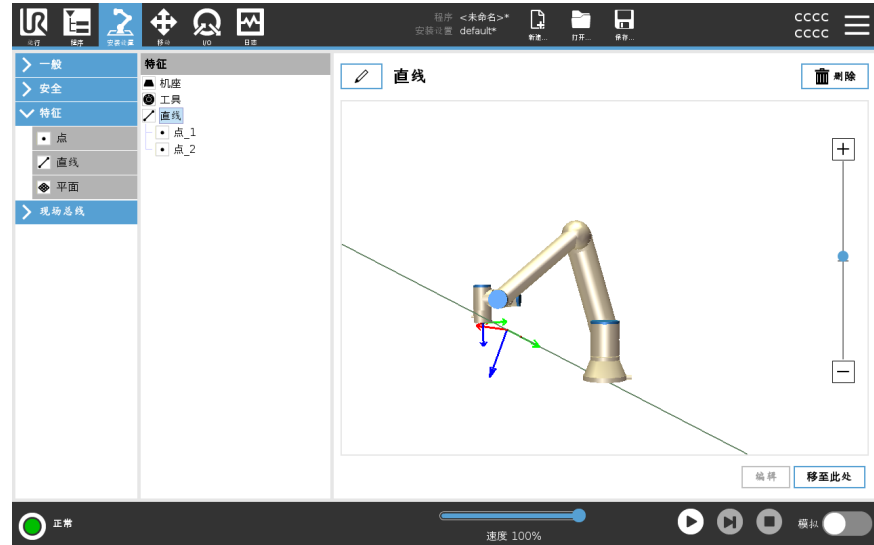 UR
运行
程序
安装设置
移动
I/O
日志
程序 <未命名>*
安装设置 default*
新建...
打开...
保存...
cccc
cccc
一般
安全
特征
点
直线
平面
现场总线
特征
机座
工具
直线
点_1
点_2
直线
删除
+
−
编辑
移至此处
正常
速度 100%
模拟